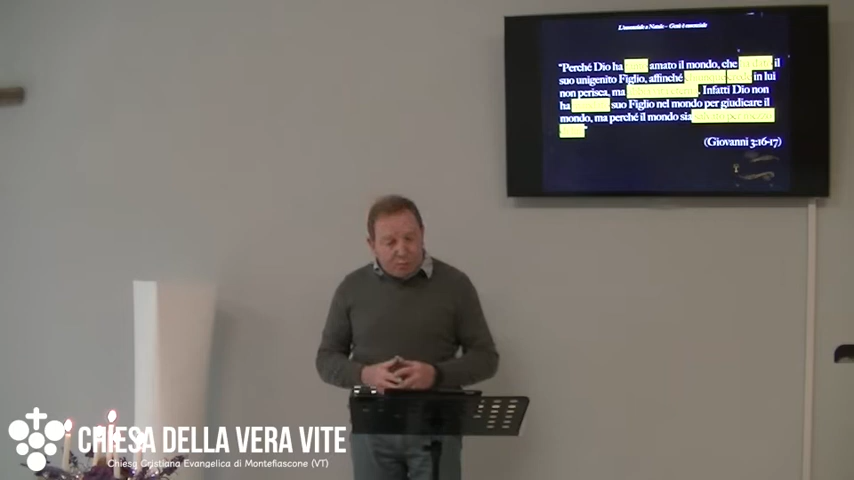 L'essenziale a Natale – Gesù è essenziale
"Perché Dio ha tanto amato il mondo, che ha dato il
suo unigenito Figlio, affinché chiunque crede in lui
non perisca, ma abbia vita eterna. Infatti Dio non
ha suo Figlio nel mondo per giudicare il
mondo, ma perché il mondo sia salvato per mezzo
(Giovanni 3:16-17)
CHIESA DELLA VERA VITE
Chiesa Cristiana Evangelica di Montefiascone (VT)